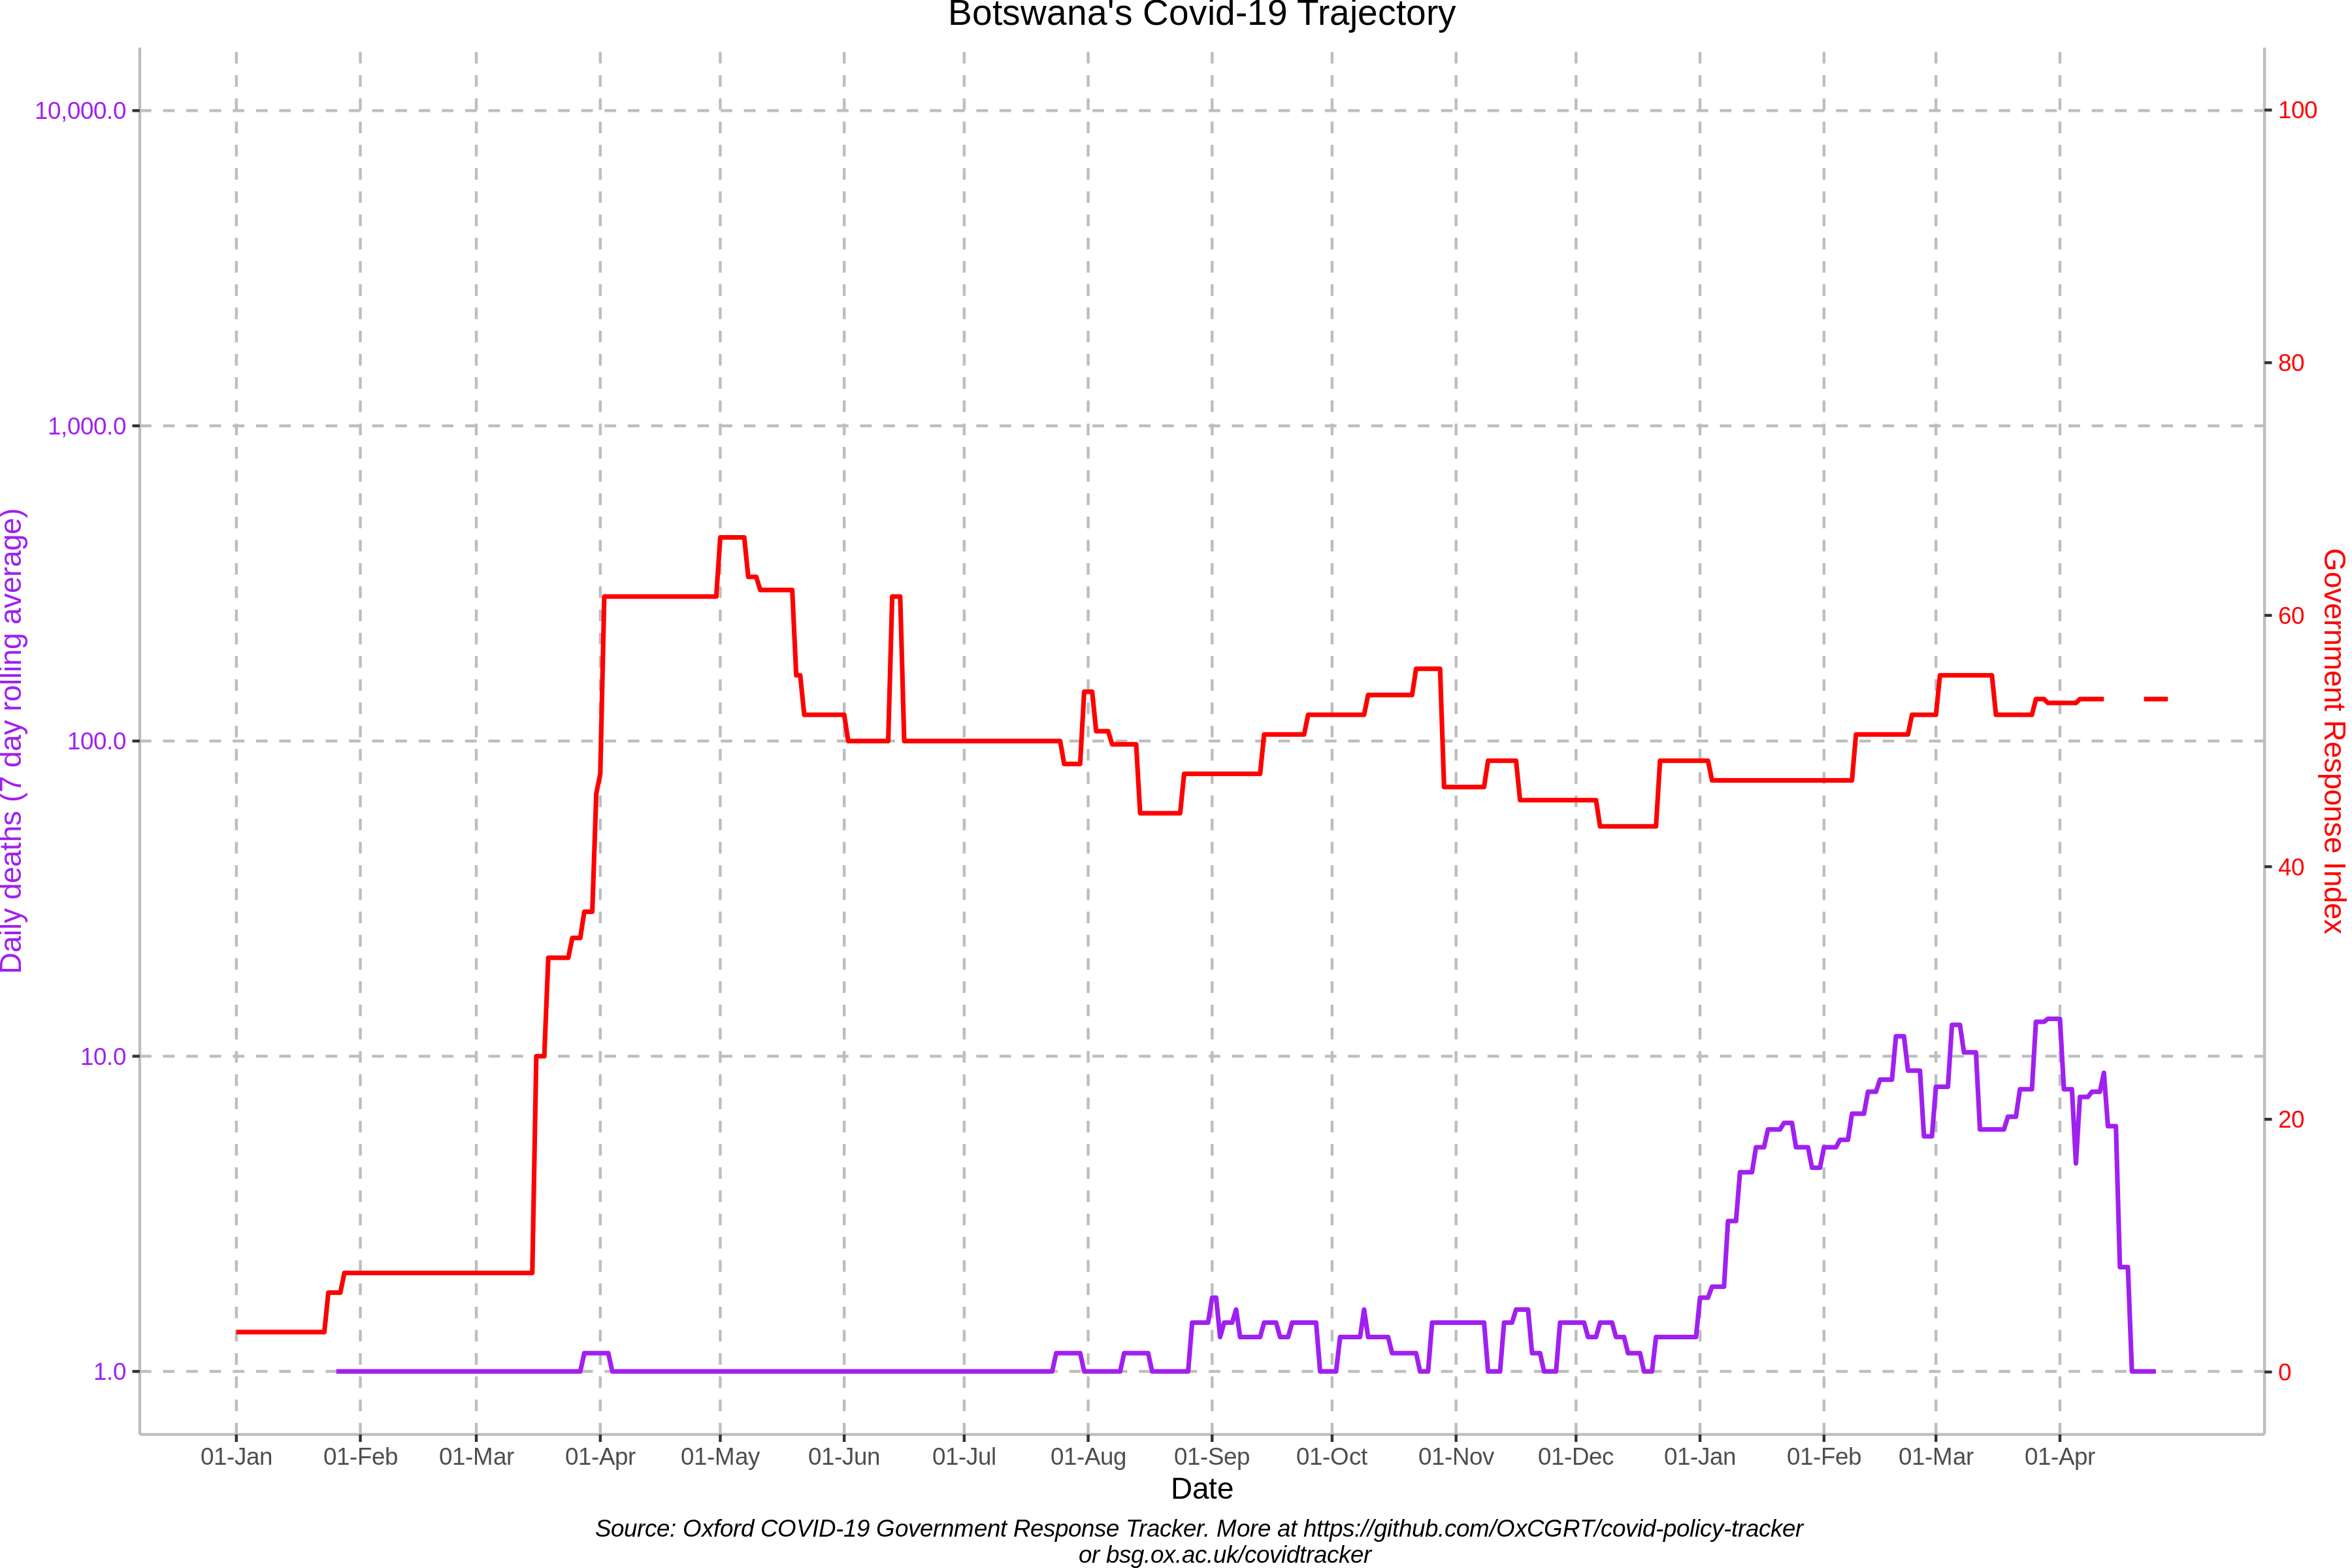 Botswana's Covid-19 Trajectory
10,000.0
1,000.0
100.0
10.0
1.0
Daily deaths (7 day rolling average)
100
80
60
40
20
0
Government Response Index
01-Jan 01-Feb 01-Mar 01-Apr 01-May 01-Jun 01-Jul 01-Aug 01-Sep 01-Oct 01-Nov 01-Dec 01-Jan 01-Feb 01-Mar 01-Apr
Date
Source: Oxford COVID-19 Government Response Tracker. More at https://github.com/OxCGRT/covid-policy-tracker
or bsg.ox.ac.uk/covidtracker